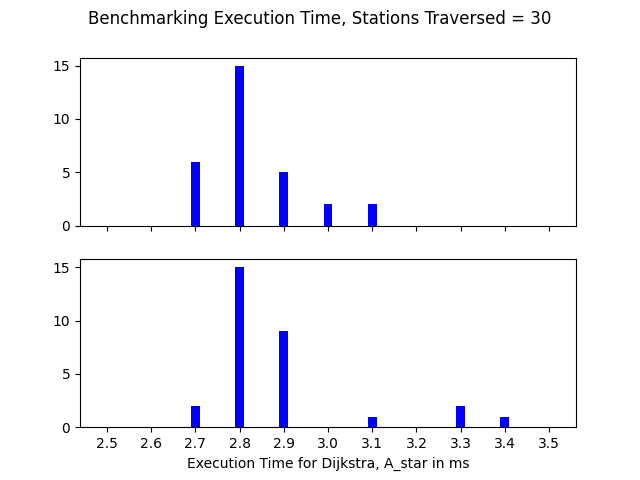 Benchmarking Execution Time, Stations Traversed = 30
15
10
5
0
15
10
5
0
2.5 2.6 2.7 2.8 2.9 3.0 3.1 3.2 3.3 3.4 3.5
Execution Time for Dijkstra, A_star in ms